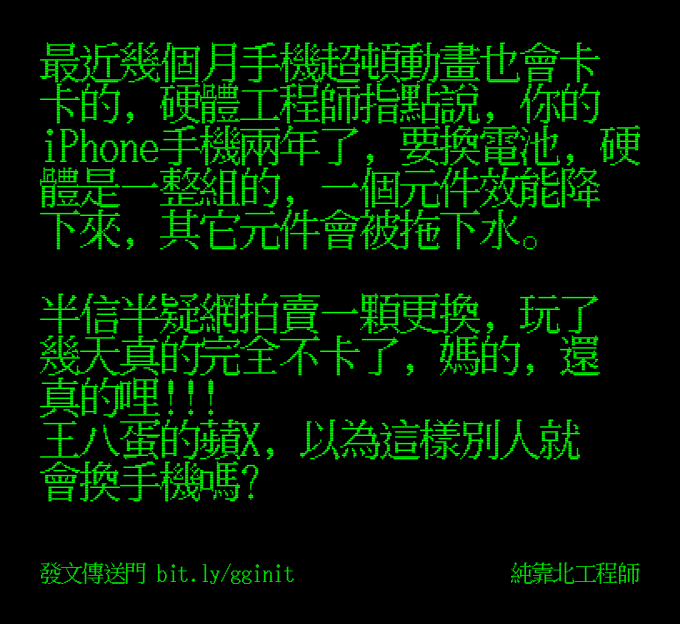 最近幾個月手機超頓動畫也會卡
卡的，硬體工程師指點說，你的
iPhone手機兩年了，要換電池，硬
體是一整組的，一個元件效能降
下來，其它元件會被拖下水。
半信半疑網拍賣一顆更換，玩了
幾天真的完全不卡了，媽的，還
真的哩!!!
王八蛋的蘋X，以為這樣別人就
會換手機嗎?
發文傳送門 bit.ly/gginit
純靠北工程師